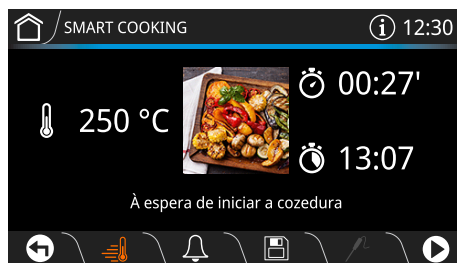 SMART COOKING
i 12:30
00:27'
250 °C
13:07
À espera de iniciar a cozedura